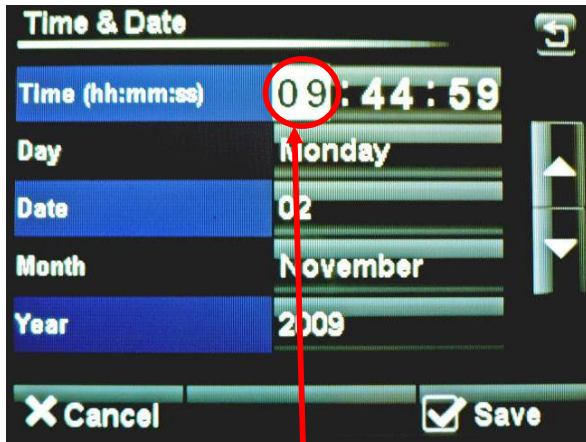 Time & Date
Time (hh:mm:ss) 09:44:59
Day Monday
Date 02
Month November
Year 2009
Cancel Save